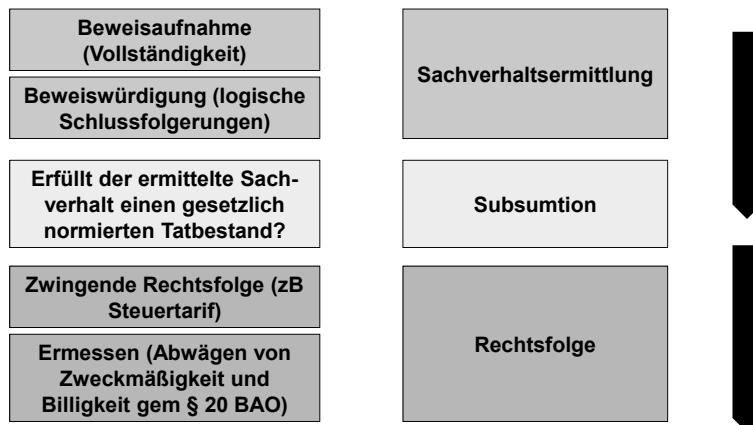 Beweisaufnahme
(Vollständigkeit)
Beweiswürdigung (logische
Schlussfolgerungen)
Sachverhaltsermittlung
Erfüllt der ermittelte Sach-
verhalt einen gesetzlich
normierten Tatbestand?
Subsumtion
Zwingende Rechtsfolge (zB
Steuertarif)
Ermessen (Abwägen von
Zweckmäßigkeit und
Billigkeit gem § 20 BAO)
Rechtsfolge